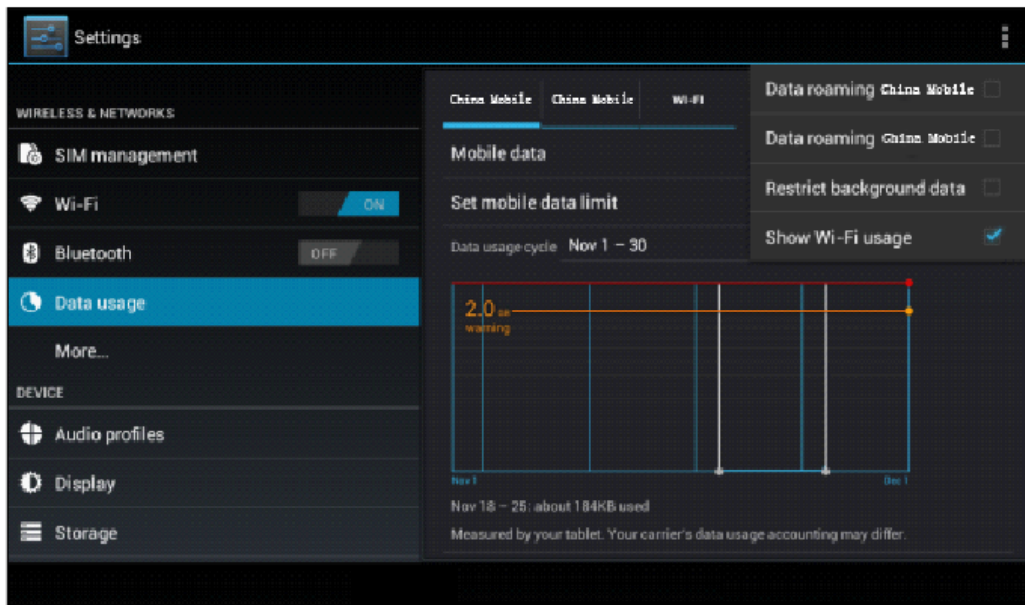 Settings
WIRELESS & NETWORKS
SIM management
Wi-Fi ON
Bluetooth OFF
Data usage
More...
DEVICE
Audio profiles
Display
Storage
China Mobile China Mobile WI-FI
Mobile data
Set mobile data limit
Data usage cycle Nov 1 – 30
Data roaming China Mobile
Data roaming China Mobile
Restrict background data
Show Wi-Fi usage
2.0 GB
warning
Nov 1 Dec 1
Nov 18 – 25: about 184KB used
Measured by your tablet. Your carrier's data usage accounting may differ.